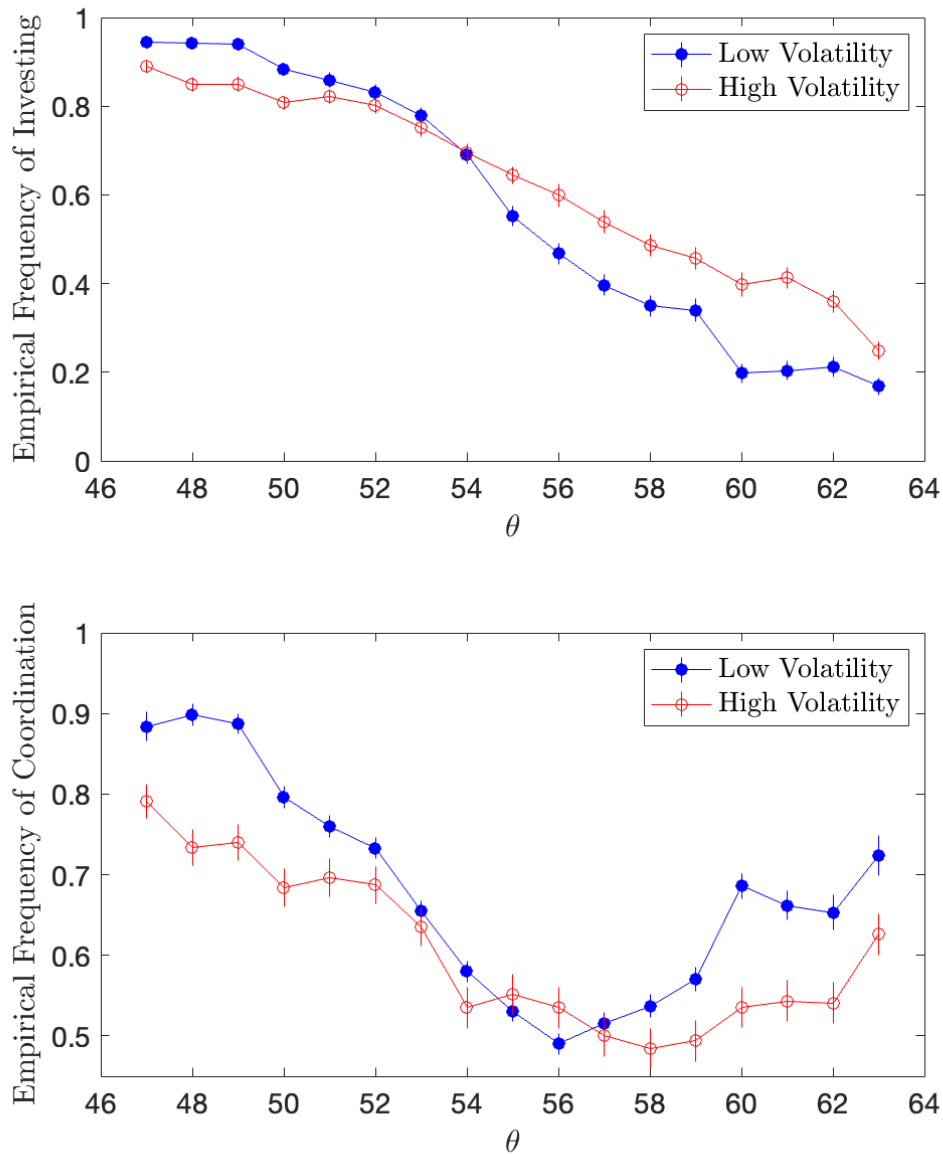 Empirical Frequency of Investing
1
0.8
0.6
0.4
0.2
0
46 48 50 52 54 56 58 60 62 64
θ
Low Volatility
High Volatility
Empirical Frequency of Coordination
1
0.9
0.8
0.7
0.6
0.5
46 48 50 52 54 56 58 60 62 64
θ
Low Volatility
High Volatility